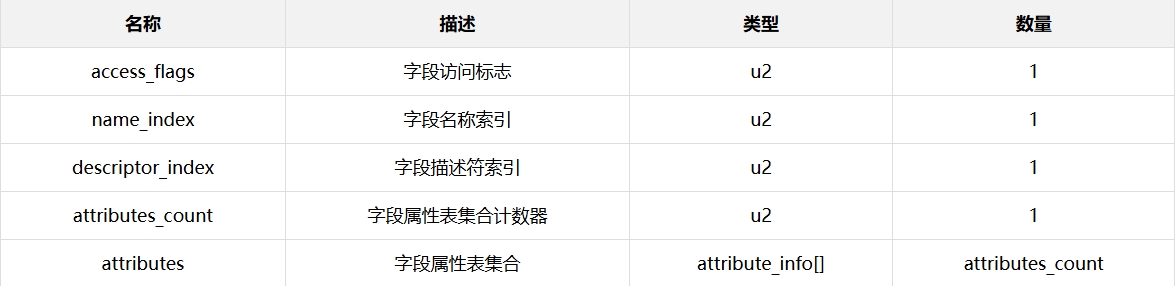 名称 描述 类型 数量
access_flags 字段访问标志 u2 1
name_index 字段名称索引 u2 1
descriptor_index 字段描述符索引 u2 1
attributes_count 字段属性表集合计数器 u2 1
attributes 字段属性表集合 attribute_info[] attributes_count